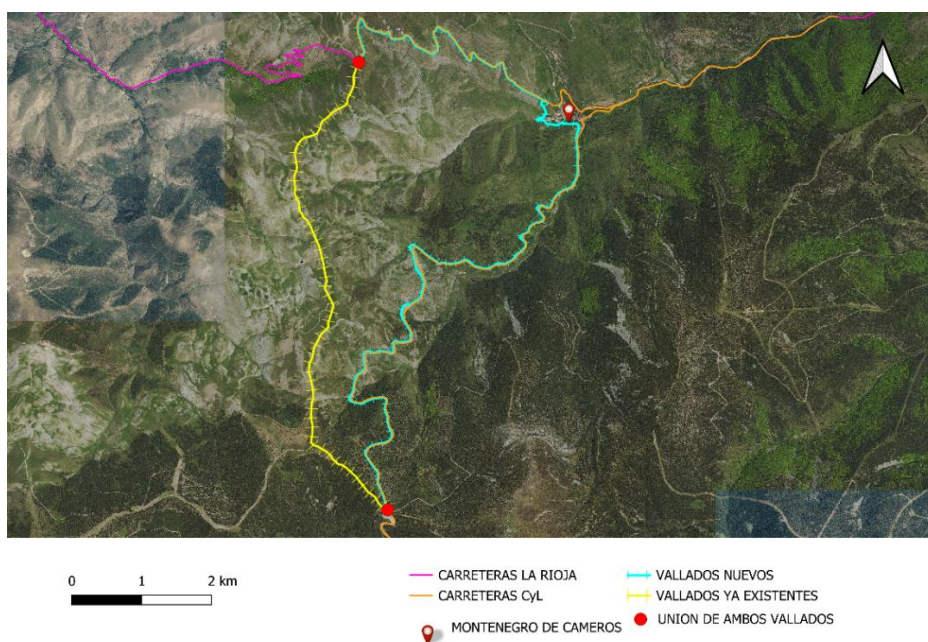 0 1 2 km
CARRETERAS LA RIOJA
CARRETERAS CyL
MONTENEGRO DE CAMEROS
VALLADOS NUEVOS
VALLADOS YA EXISTENTES
UNION DE AMBOS VALLADOS